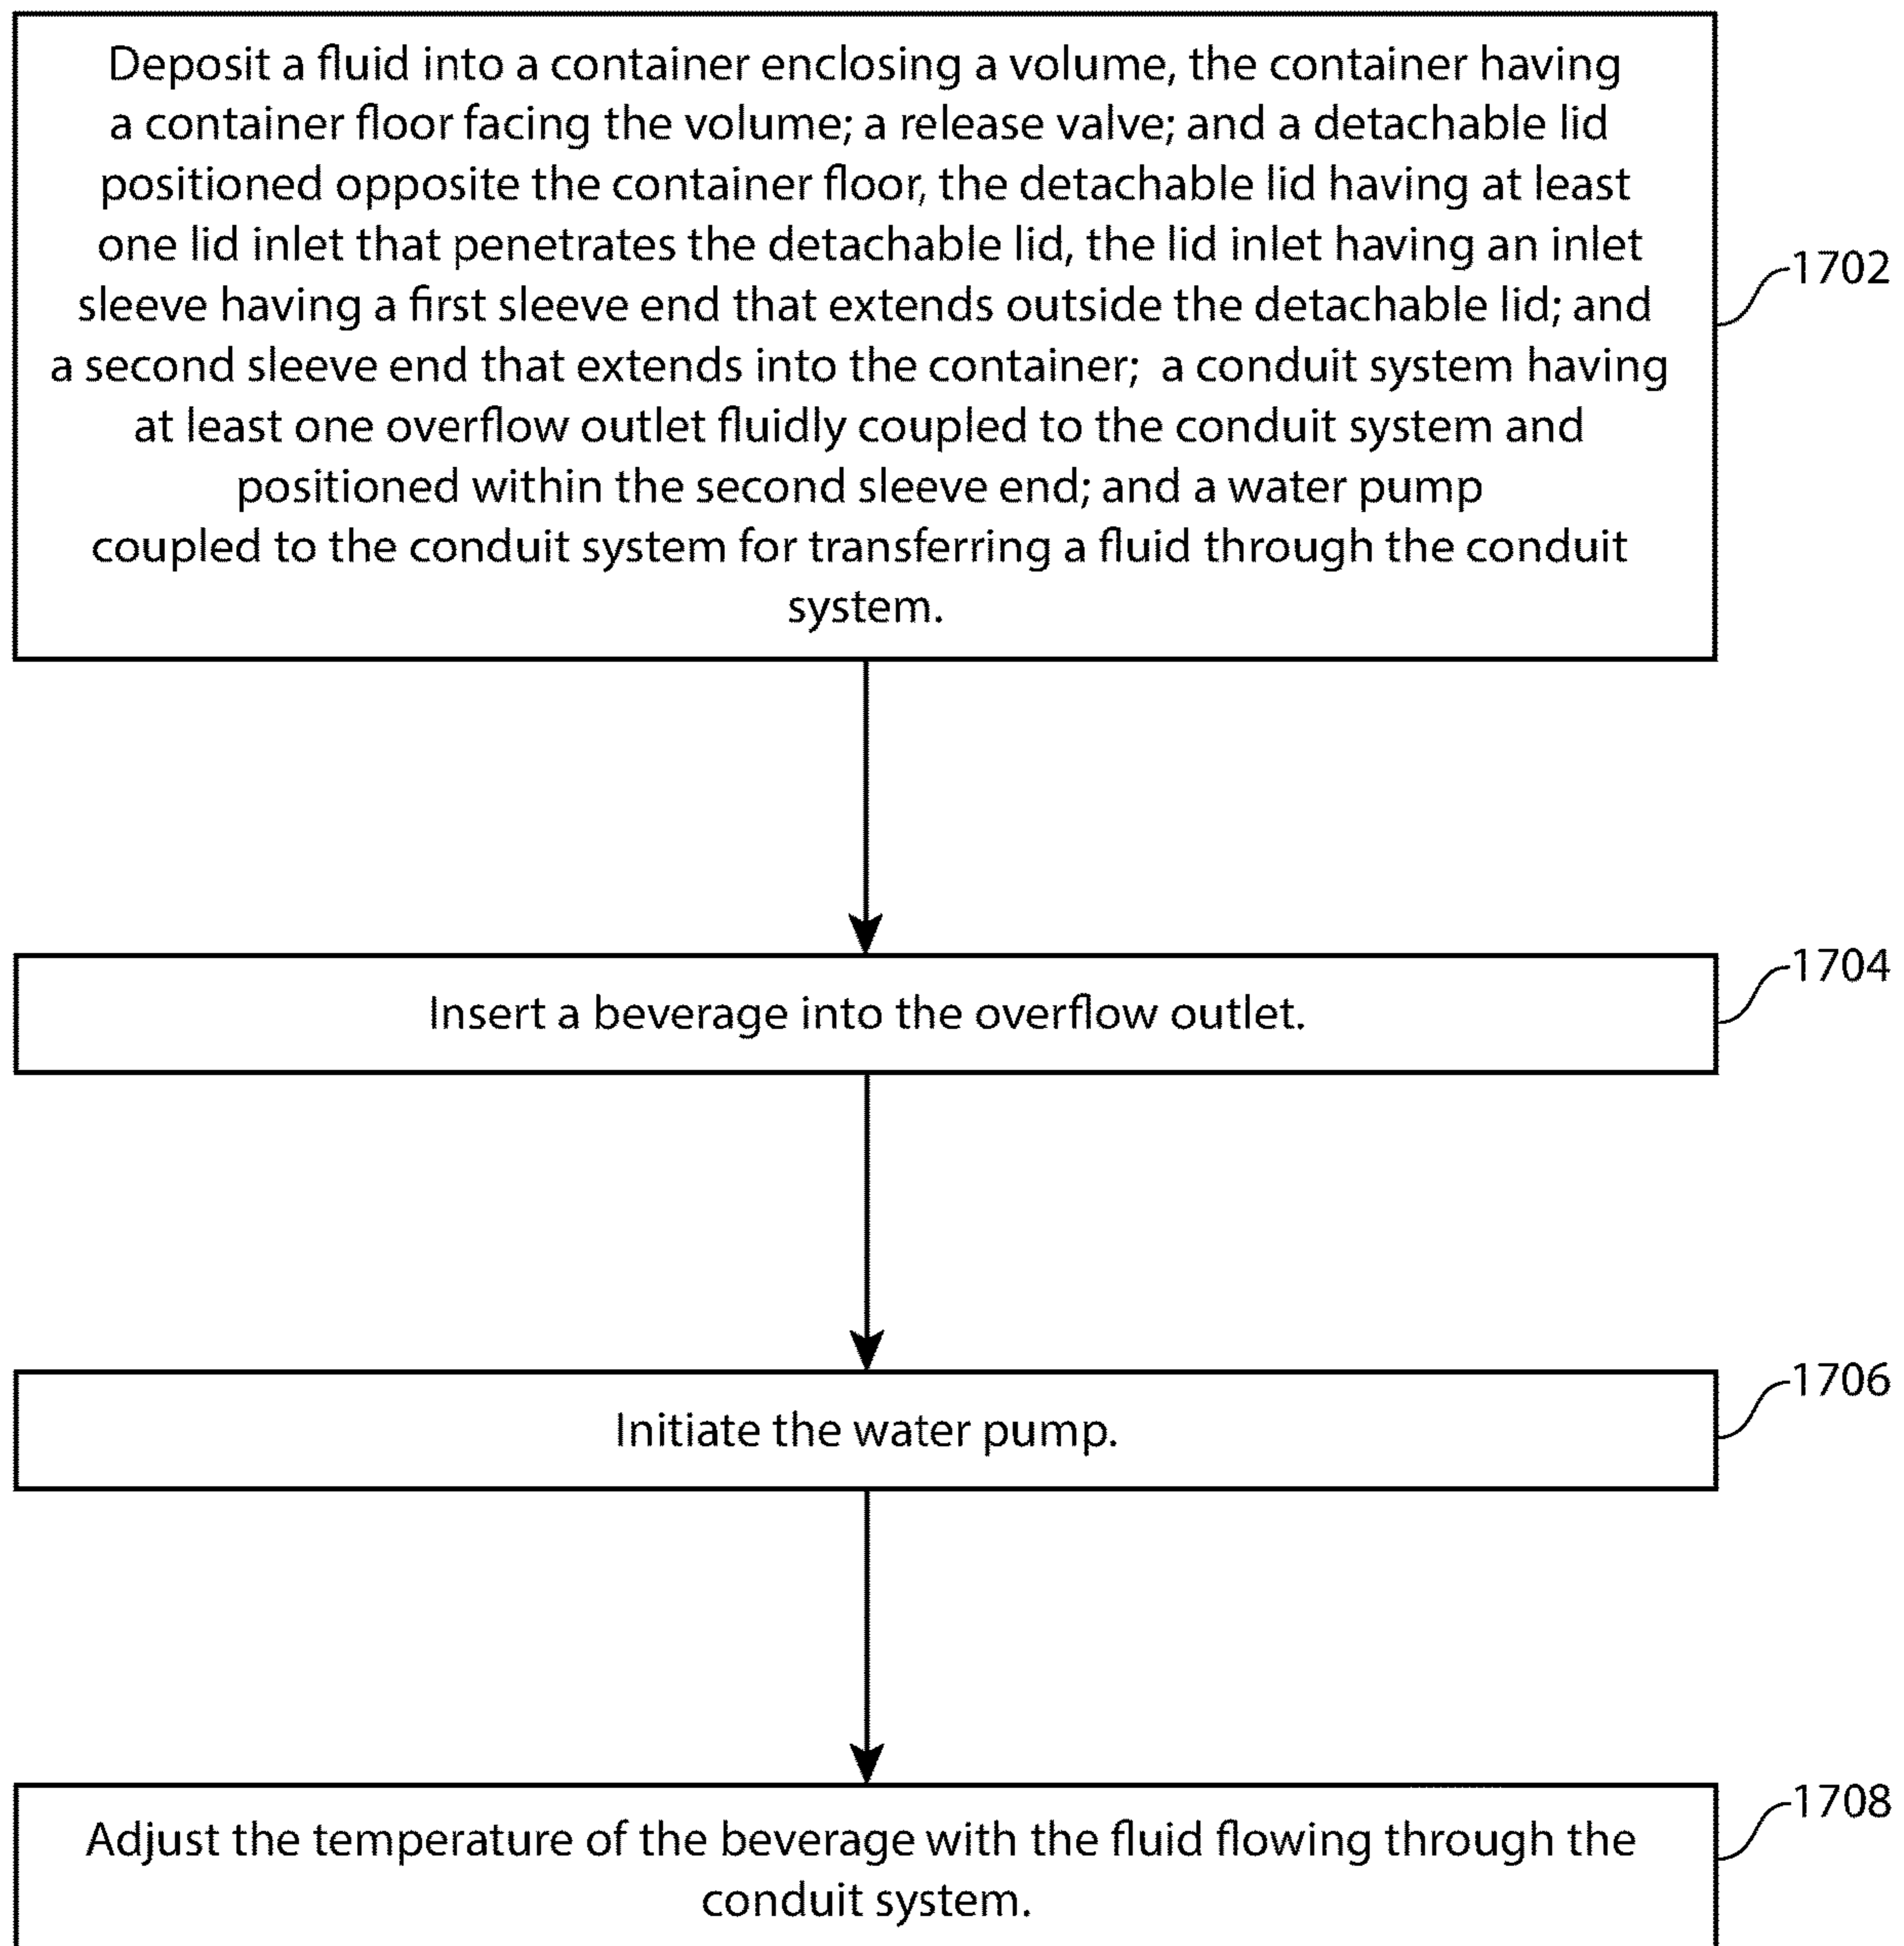 Deposit a fluid into a container enclosing a volume, the container having
a container floor facing the volume; a release valve; and a detachable lid
positioned opposite the container floor, the detachable lid having at least
one lid inlet that penetrates the detachable lid, the lid inlet having an inlet
sleeve having a first sleeve end that extends outside the detachable lid; and
a second sleeve end that extends into the container; a conduit system having
at least one overflow outlet fluidly coupled to the conduit system and
positioned within the second sleeve end; and a water pump
coupled to the conduit system for transferring a fluid through the conduit
system.
1702
Insert a beverage into the overflow outlet.
1704
Initiate the water pump.
1706
Adjust the temperature of the beverage with the fluid flowing through the
conduit system.
1708